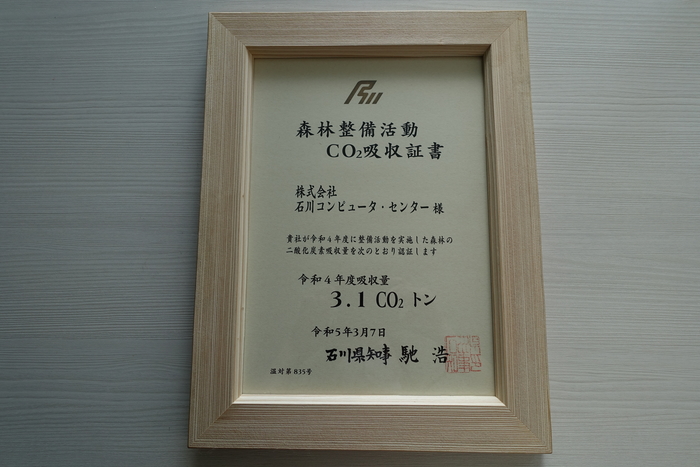 森林整備活動
CO₂吸収証書
株式会社
石川コンピュータ・センター 様
貴社が令和４年度に整備活動を実施した森林の
二酸化炭素吸収量を次のとおり認証します
令和４年度吸収量
3.1 CO₂ トン
令和5年3月7日
石川県知事 馳 浩
温対第835号